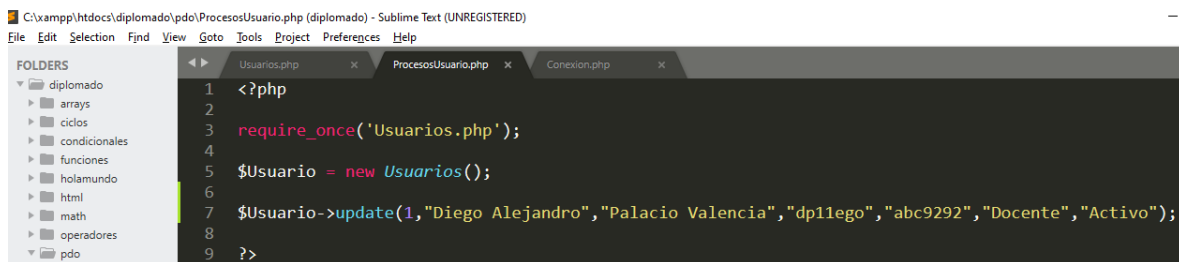 C:\xampp\htdocs\diplomado\pdo\ProcesosUsuario.php (diplomado) - Sublime Text (UNREGISTERED)
File Edit Selection Find View Goto Tools Project Preferences Help
FOLDERS
diplomado
arrays
ciclos
condicionales
funciones
holamundo
html
math
operadores
pdo
Usuarios.php × ProcesosUsuario.php × Conexion.php ×
1 <?php
2
3 require_once('Usuarios.php');
4
5 $Usuario = new Usuarios();
6
7 $Usuario->update(1,"Diego Alejandro","Palacio Valencia","dp11ego","abc9292","Docente","Activo");
8
9 ?>